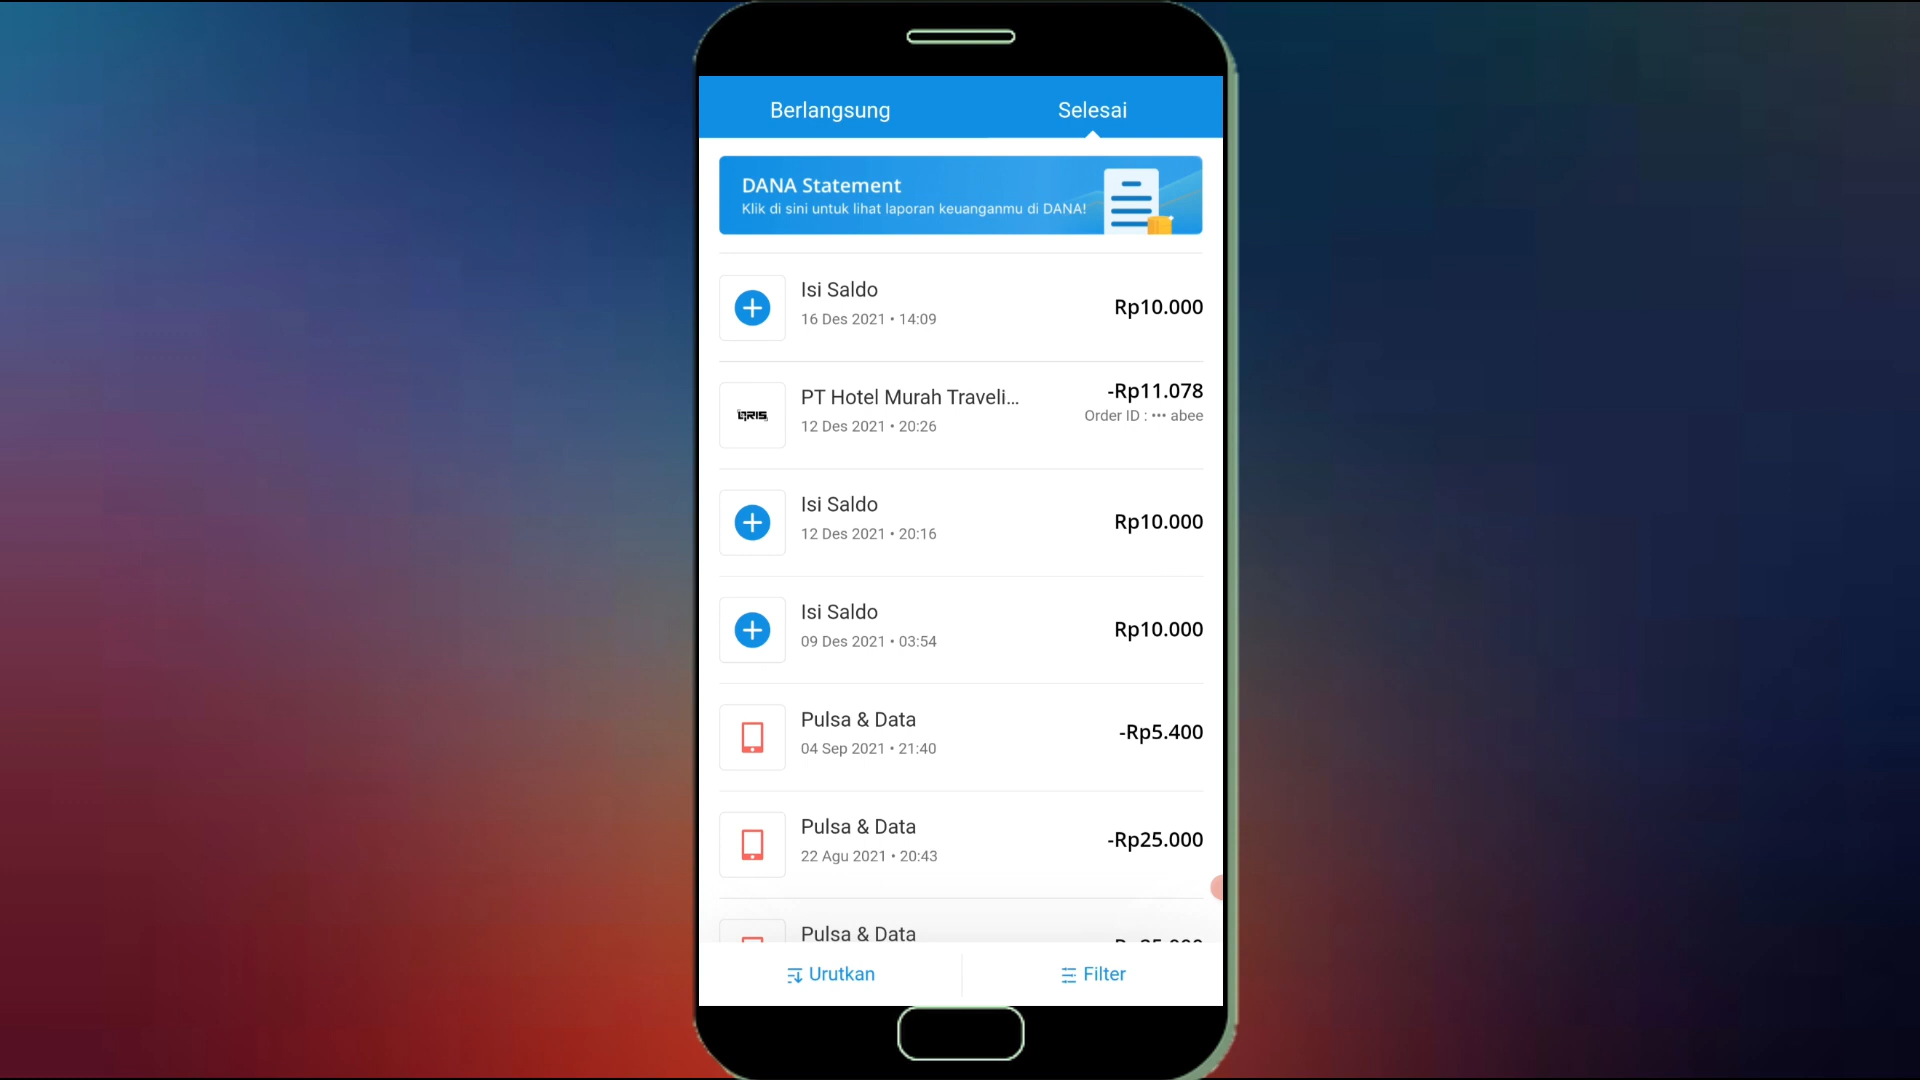 Berlangsung
Selesai
DANA Statement
Klik di sini untuk lihat laporan keuanganmu di DANA!
Isi Saldo
16 Des 2021 • 14:09
Rp10.000
QRIS
PT Hotel Murah Traveli...
12 Des 2021 • 20:26
-Rp11.078
Order ID : ••• abee
Isi Saldo
12 Des 2021 • 20:16
Rp10.000
Isi Saldo
09 Des 2021 • 03:54
Rp10.000
Pulsa & Data
04 Sep 2021 • 21:40
-Rp5.400
Pulsa & Data
22 Agu 2021 • 20:43
-Rp25.000
Pulsa & Data
Urutkan
Filter